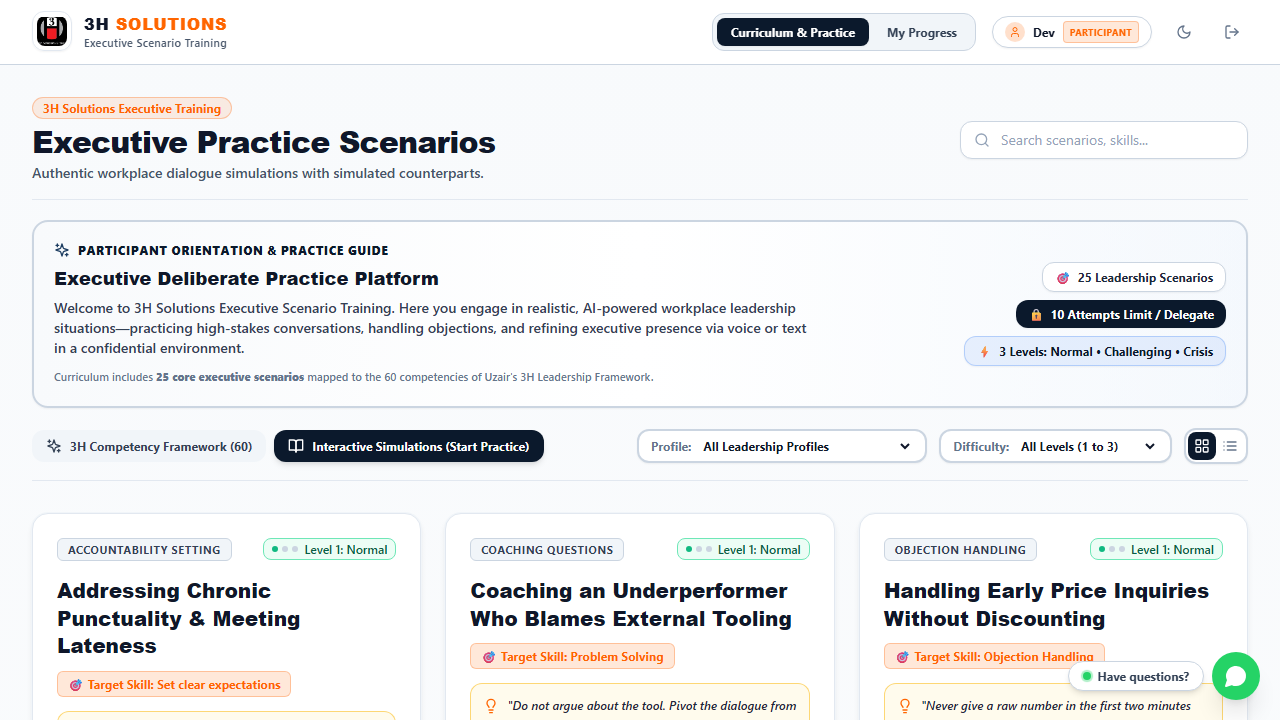 3H SOLUTIONS
Executive Scenario Training
Curriculum & Practice
My Progress
Dev
PARTICIPANT
3H Solutions Executive Training
Executive Practice Scenarios
Authentic workplace dialogue simulations with simulated counterparts.
Search scenarios, skills...
PARTICIPANT ORIENTATION & PRACTICE GUIDE
Executive Deliberate Practice Platform
Welcome to 3H Solutions Executive Scenario Training. Here you engage in realistic, AI-powered workplace leadership
situations—practicing high-stakes conversations, handling objections, and refining executive presence via voice or text
in a confidential environment.
Curriculum includes 25 core executive scenarios mapped to the 60 competencies of Uzair's 3H Leadership Framework.
25 Leadership Scenarios
10 Attempts Limit / Delegate
3 Levels: Normal • Challenging • Crisis
3H Competency Framework (60)
Interactive Simulations (Start Practice)
Profile: All Leadership Profiles
Difficulty: All Levels (1 to 3)
ACCOUNTABILITY SETTING
Level 1: Normal
Addressing Chronic
Punctuality & Meeting
Lateness
Target Skill: Set clear expectations
COACHING QUESTIONS
Level 1: Normal
Coaching an Underperformer
Who Blames External Tooling
Target Skill: Problem Solving
"Do not argue about the tool. Pivot the dialogue from
OBJECTION HANDLING
Level 1: Normal
Handling Early Price Inquiries
Without Discounting
Target Skill: Objection Handling
"Never give a raw number in the first two minutes
Have questions?